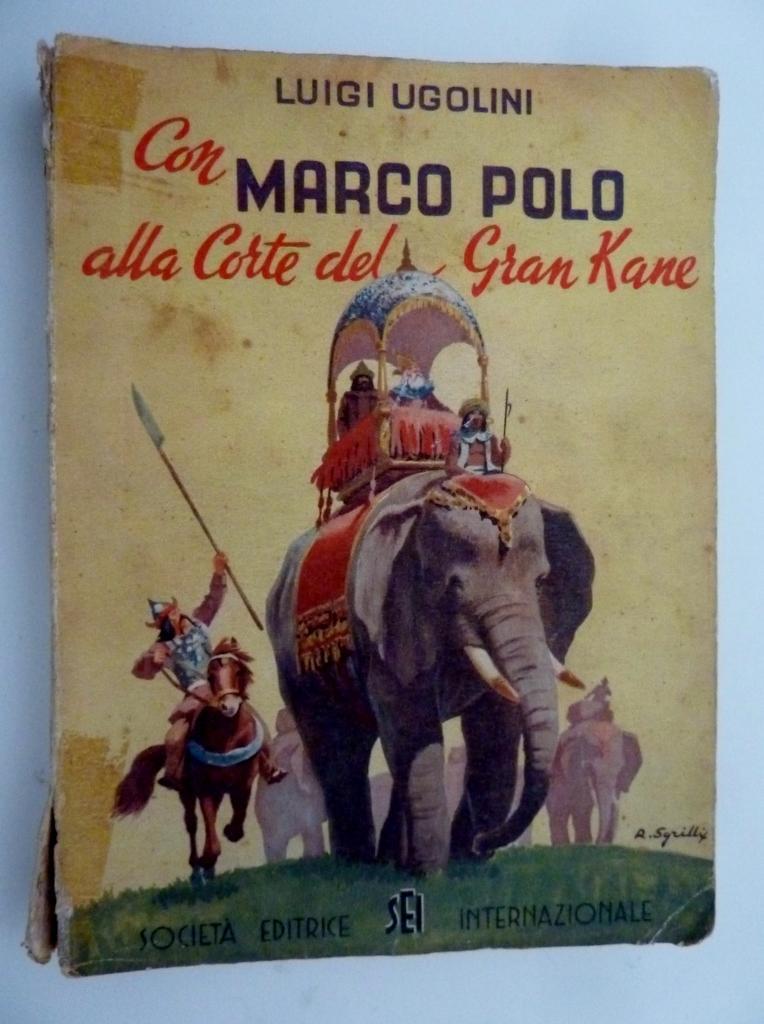 LUIGI UGOLINI
Con MARCO POLO
alla Corte del Gran Kane
R. Sgrilli
SOCIETÀ EDITRICE SEI INTERNAZIONALE